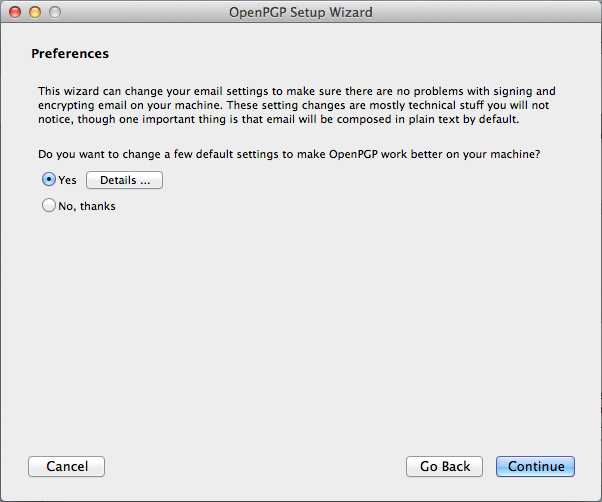 OpenPGP Setup Wizard
Preferences
This wizard can change your email settings to make sure there are no problems with signing and
encrypting email on your machine. These setting changes are mostly technical stuff you will not
notice, though one important thing is that email will be composed in plain text by default.
Do you want to change a few default settings to make OpenPGP work better on your machine?
Yes Details ...
No, thanks
Cancel Go Back Continue